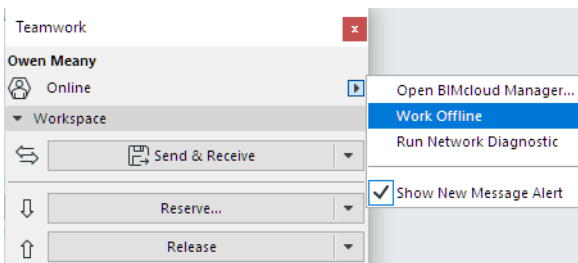 Teamwork
x
Owen Meany
Online
Workspace
Send & Receive
Reserve...
Release
Open BIMcloud Manager...
Work Offline
Run Network Diagnostic
Show New Message Alert